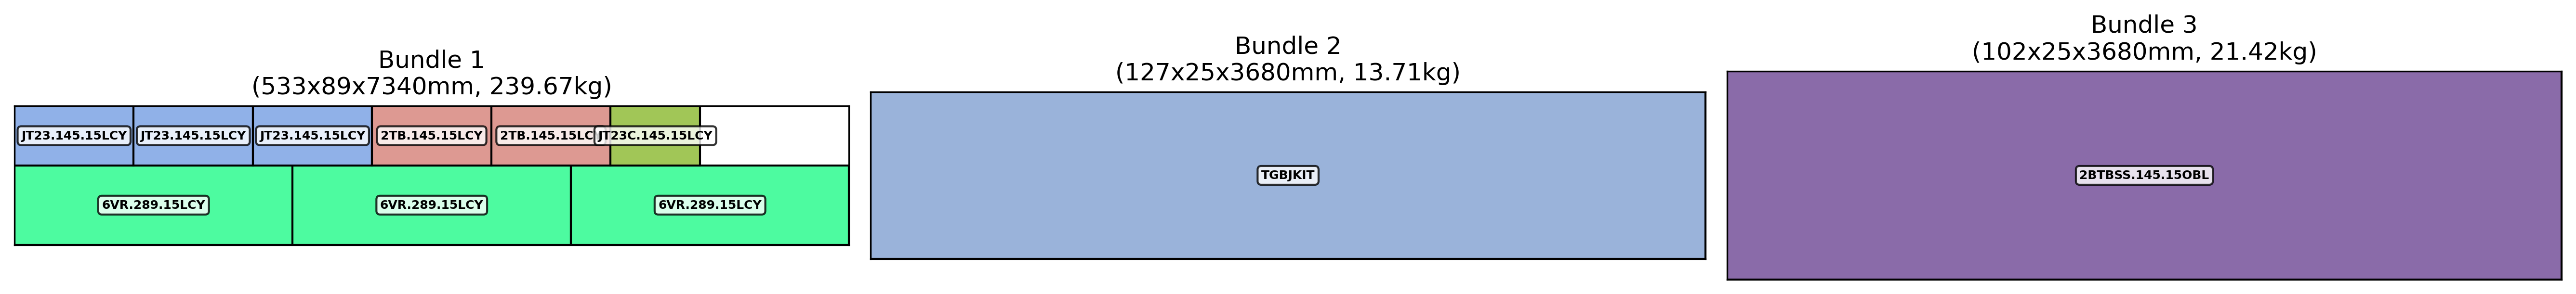 Bundle 1
(533x89x7340mm, 239.67kg)
JT23.145.15LCY
JT23.145.15LCY
JT23.145.15LCY
2TB.145.15LCY
2TB.145.15LC
JT23C.145.15LCY
6VR.289.15LCY
6VR.289.15LCY
6VR.289.15LCY
Bundle 2
(127x25x3680mm, 13.71kg)
TGBJKIT
Bundle 3
(102x25x3680mm, 21.42kg)
2BTBSS.145.15OBL